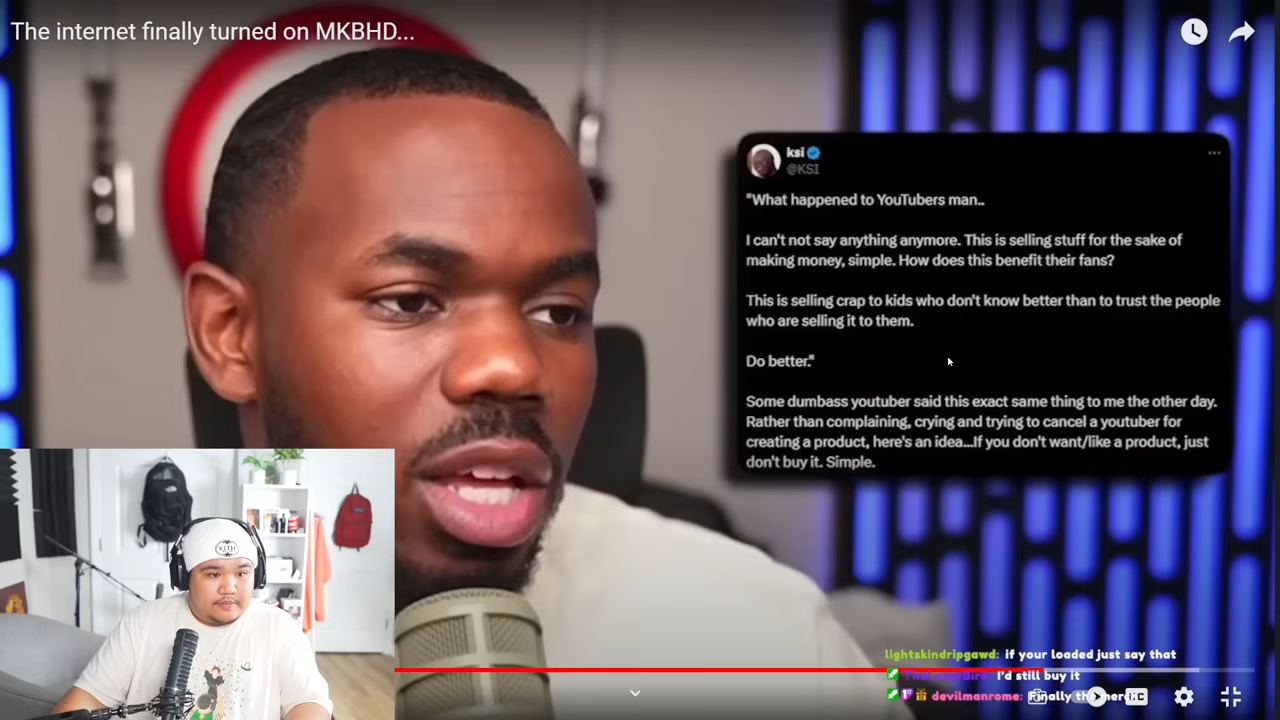 The internet finally turned on MKBHD...
ksi
@KSI
"What happened to YouTubers man..
I can't not say anything anymore. This is selling stuff for the sake of
making money, simple. How does this benefit their fans?
This is selling crap to kids who don't know better than to trust the people
who are selling it to them.
Do better."
Some dumbass youtuber said this exact same thing to me the other day.
Rather than complaining, crying and trying to cancel a youtuber for
creating a product, here's an idea...If you don't want/like a product, just
don't buy it. Simple.
KITH
lightskindripgawd: if your loaded just say that
I'd still buy it
devilmanrome: Finally the